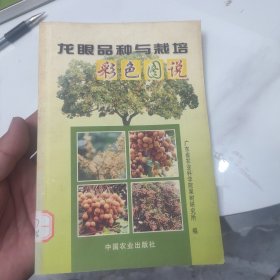 龙眼品种与栽培
彩色图说
广东省农业科学院果树研究所 编
中国农业出版社